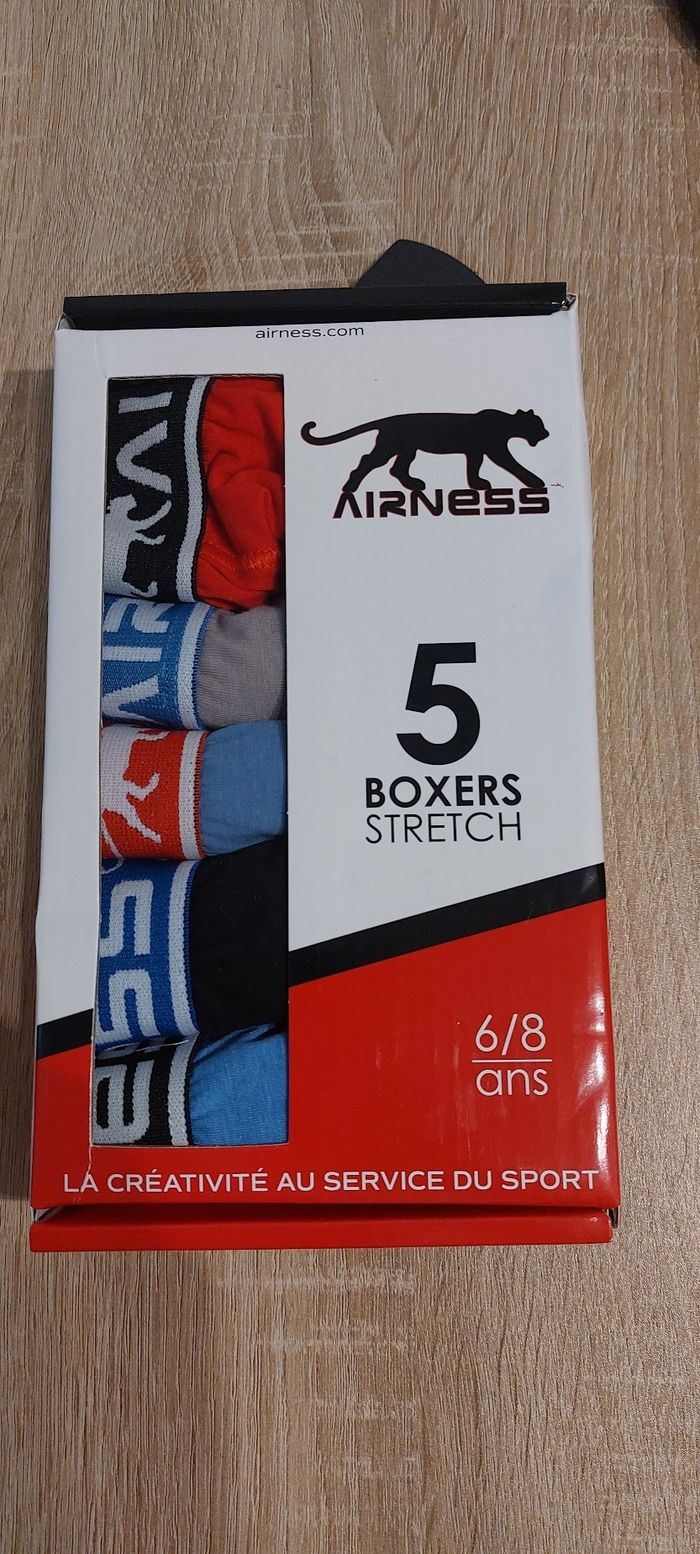 airness.com
AIRNESS
5
BOXERS
STRETCH
6/8
ans
LA CRÉATIVITÉ AU SERVICE DU SPORT